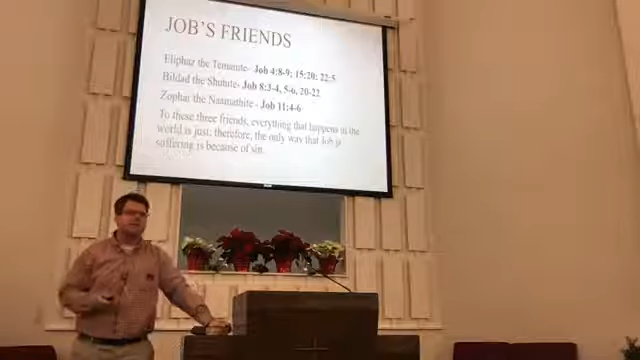 JOB'S FRIENDS
Eliphaz the Temanite- Job 4:8-9; 15:20; 22:5
Bildad the Shuhite- Job 8:3-4, 5-6, 20-22
Zophar the Naamathite - Job 11:4-6
To these three friends, everything that happens in the
world is just; therefore, the only way that Job is
suffering is because of sin.